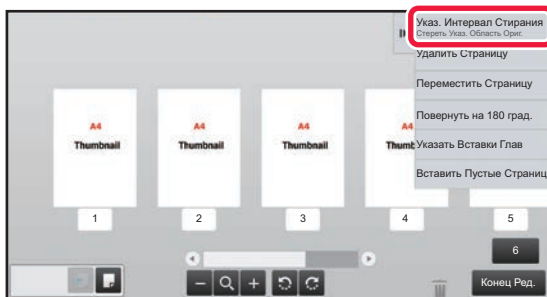 Указ. Интервал Стирания
Стереть Указ. Область Ориг.
Удалить Страницу
Переместить Страницу
Повернуть на 180 град.
Указать Вставки Глав
Вставить Пустые Страниц
A4 A4 A4 A4
Thumbnail Thumbnail Thumbnail Thumb
1 2 3 4 5
6
Конец Ред.